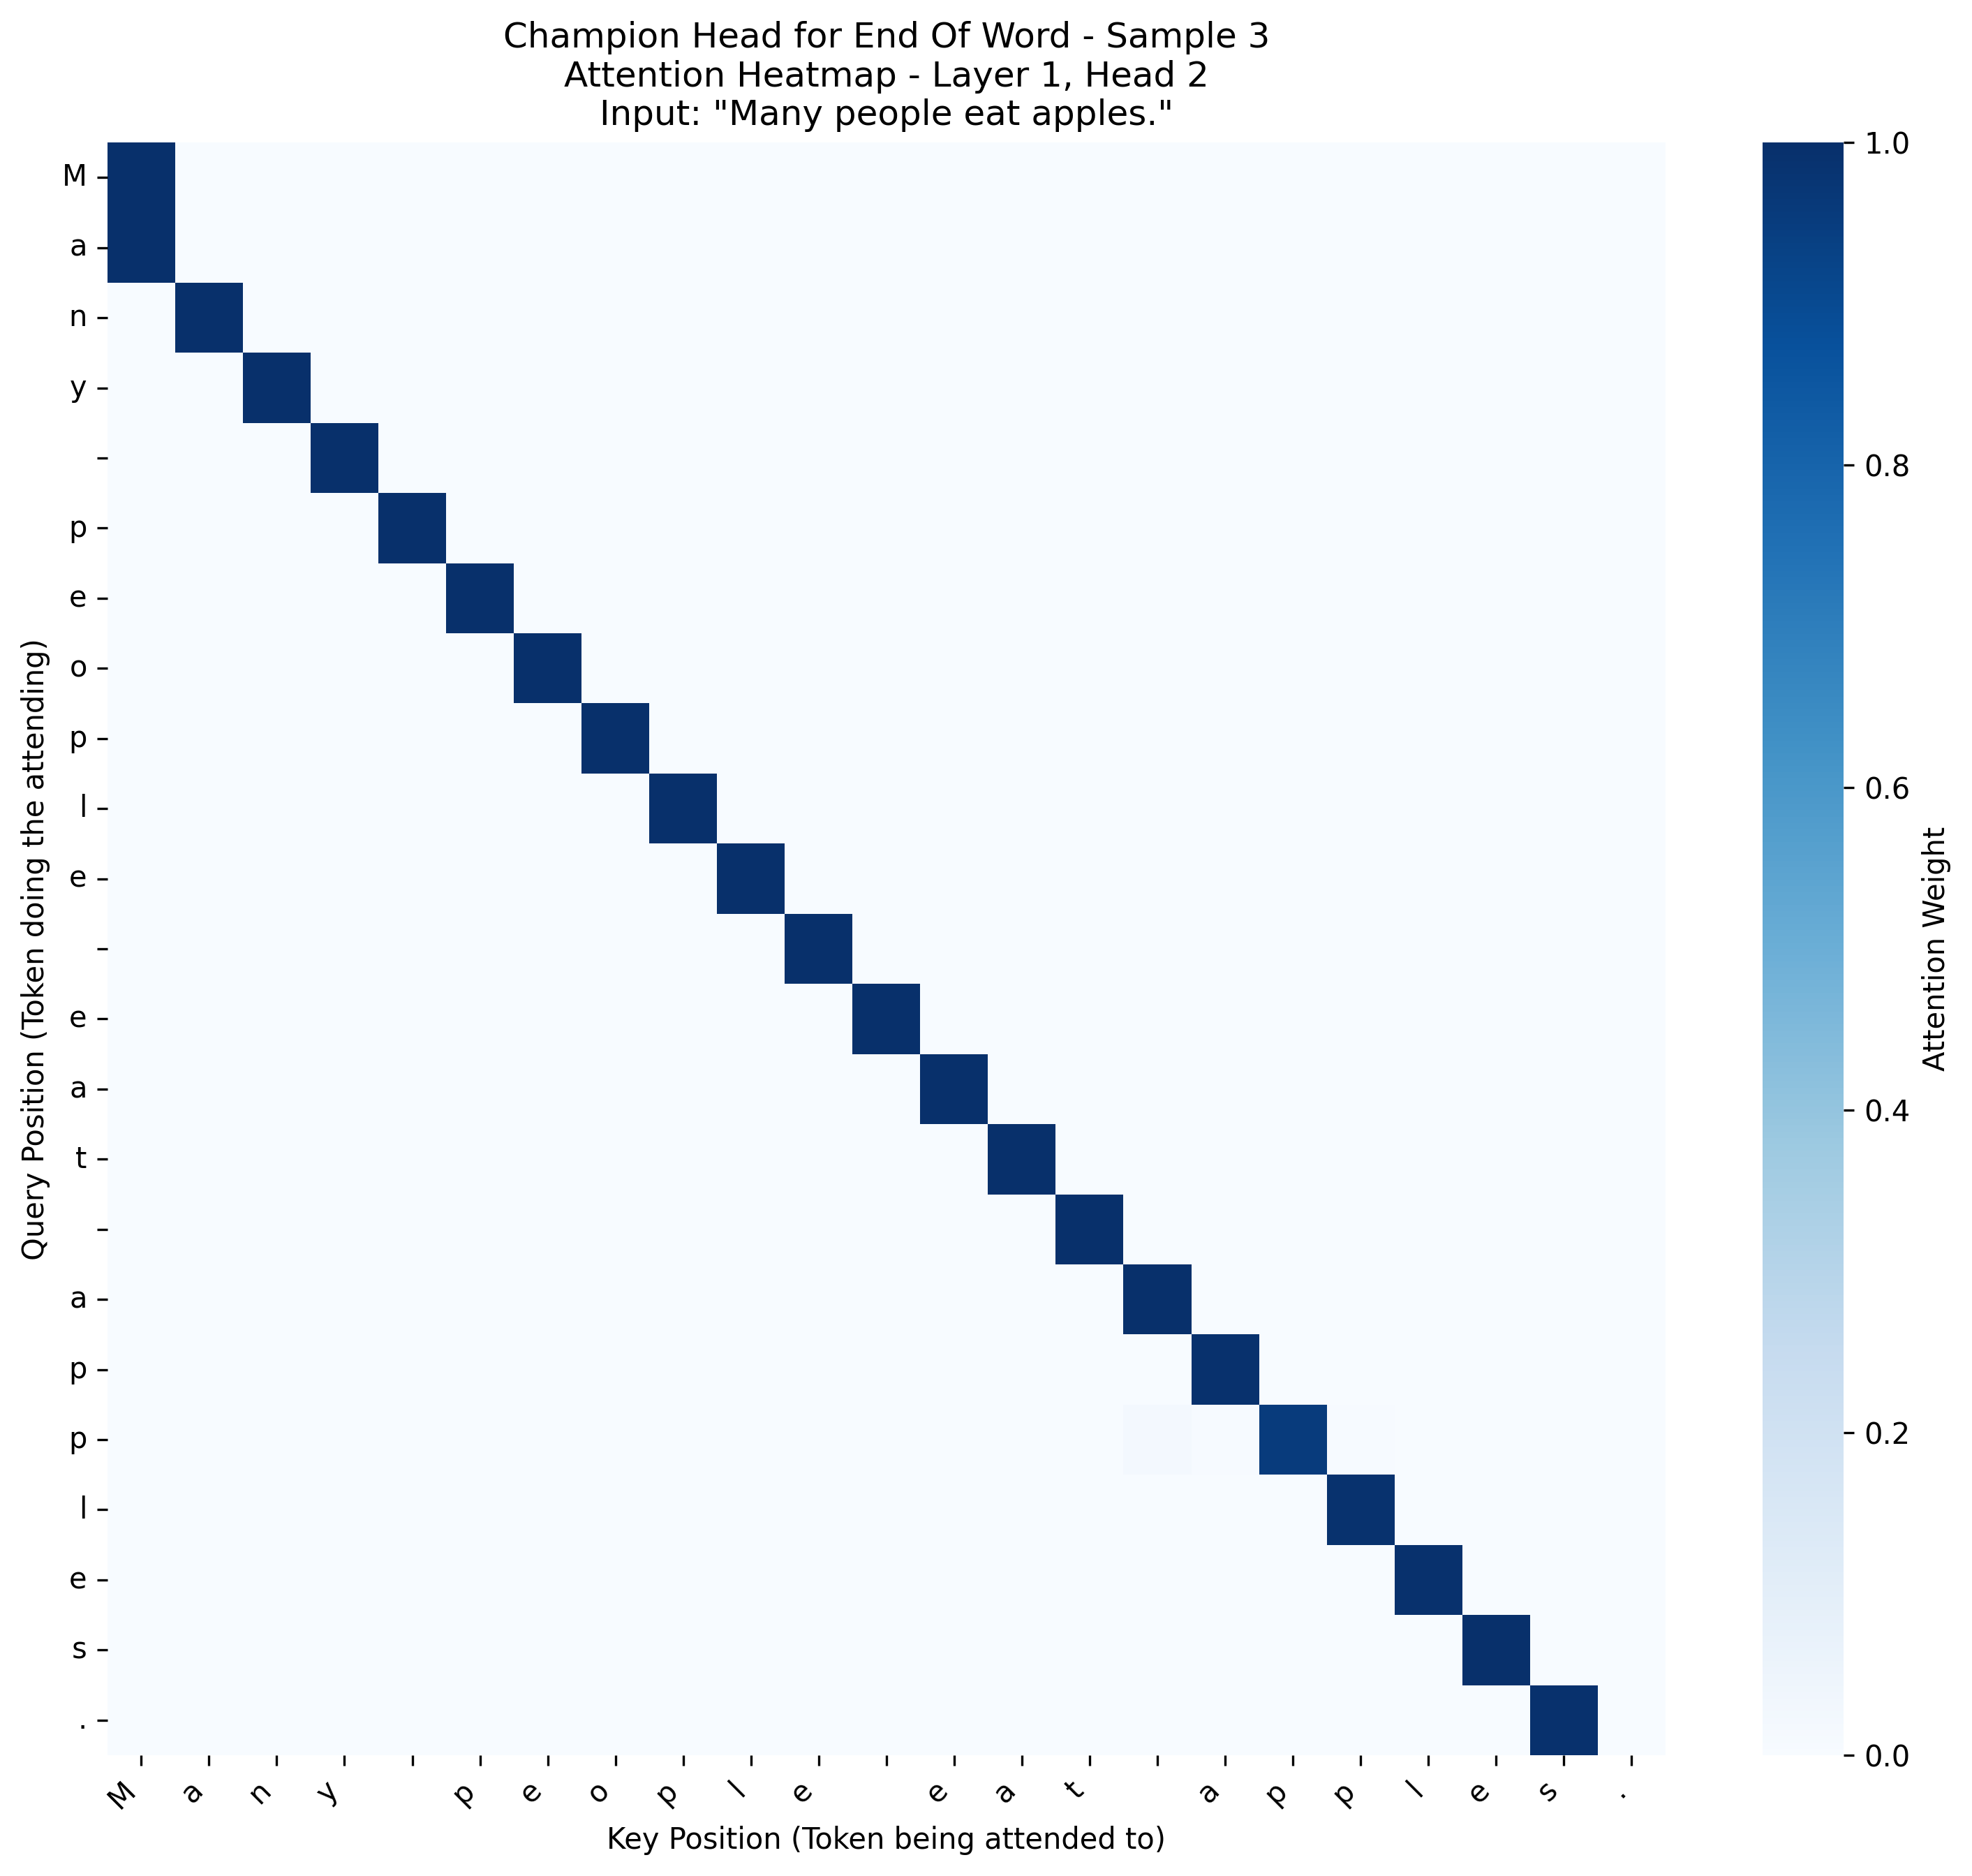 Champion Head for End Of Word - Sample 3
Attention Heatmap - Layer 1, Head 2
Input: "Many people eat apples."
M
a
n
y
p
e
o
p
l
e
e
a
t
a
p
p
l
e
s
.
Query Position (Token doing the attending)
M a n y p e o p l e e a t a p p l e s .
Key Position (Token being attended to)
1.0
0.8
0.6
0.4
0.2
0.0
Attention Weight